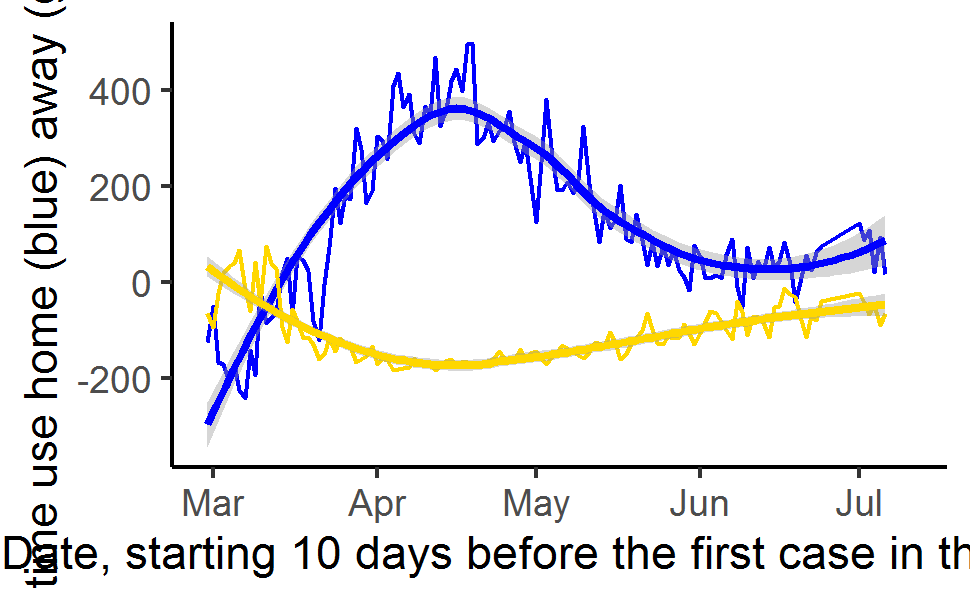 time use home (blue) away (
400
200
0
-200
Mar Apr May Jun Jul
Date, starting 10 days before the first case in th